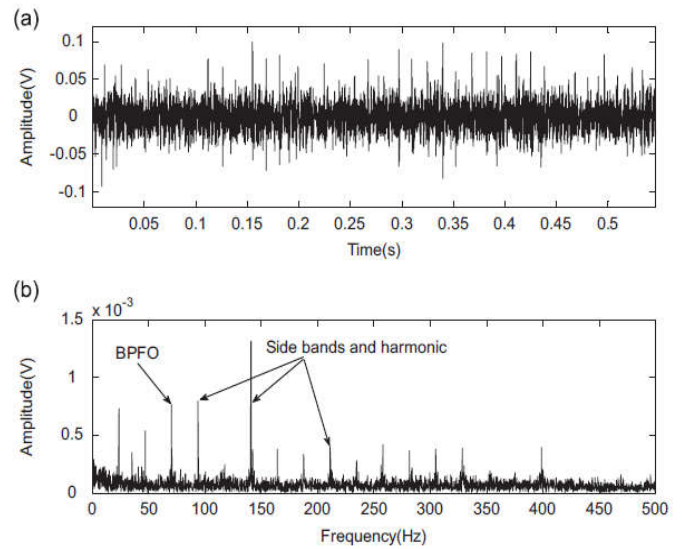 (a)
0.1
0.05
0
-0.05
-0.1
Amplitude(V)
0.05 0.1 0.15 0.2 0.25 0.3 0.35 0.4 0.45 0.5
Time(s)
(b)
x 10-3
1.5
1
0.5
0
Amplitude(V)
BPFO
Side bands and harmonic
0 50 100 150 200 250 300 350 400 450 500
Frequency(Hz)